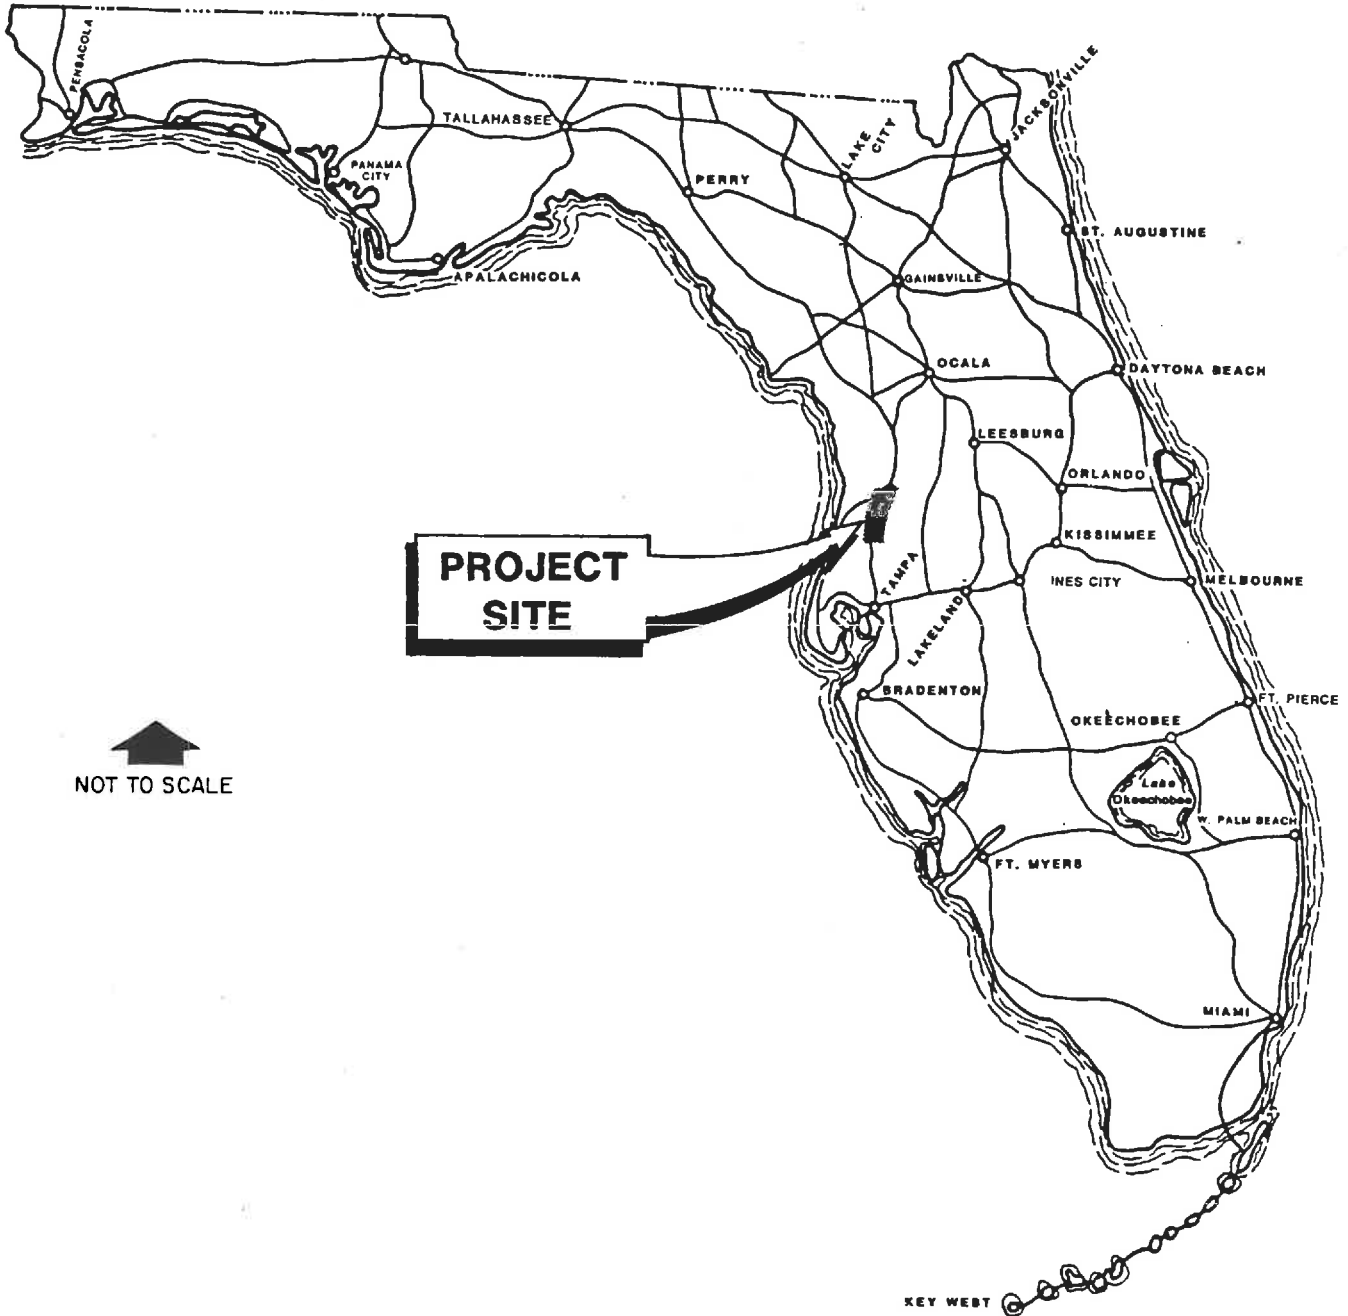 PENSACOLA
JACKSONVILLE
TALLAHASSEE
LAKE
CITY
PANAMA
CITY
PERRY
ST. AUGUSTINE
APALACHICOLA
GAINSVILLE
OCALA
DAYTONA BEACH
LEESBURG
ORLANDO
PROJECT
SITE
KISSIMMEE
TAMPA
INES CITY
MELBOURNE
LAKELAND
BRADENTON
FT. PIERCE
OKEECHOBEE
NOT TO SCALE
Lake
Okeechobee
W. PALM BEACH
FT. MYERS
MIAMI
KEY WEST